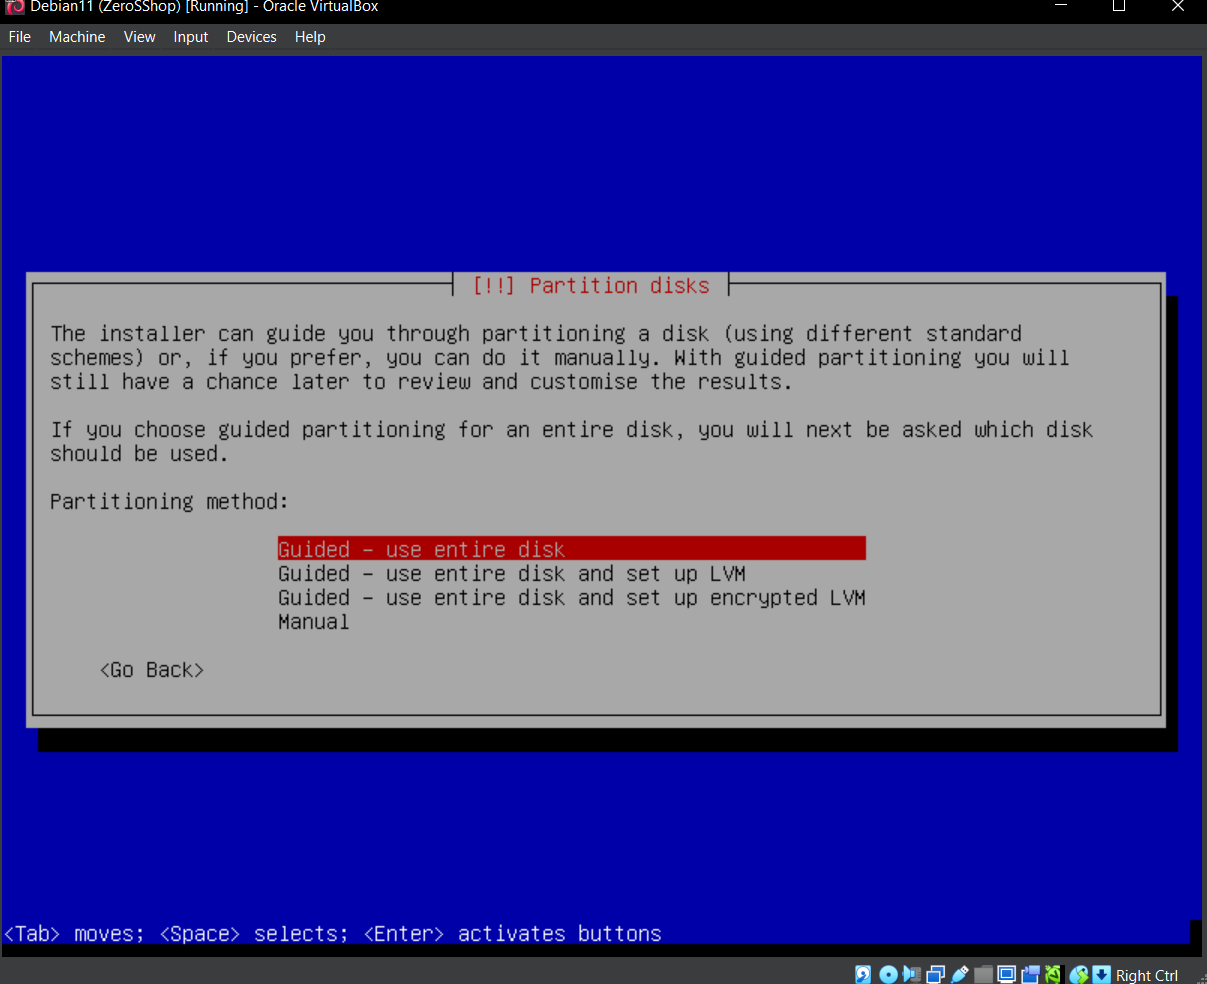 Debian11 (ZeroSShop) [Running] - Oracle VirtualBox
File Machine View Input Devices Help
[!!] Partition disks
The installer can guide you through partitioning a disk (using different standard
schemes) or, if you prefer, you can do it manually. With guided partitioning you will
still have a chance later to review and customise the results.
If you choose guided partitioning for an entire disk, you will next be asked which disk
should be used.
Partitioning method:
Guided - use entire disk
Guided - use entire disk and set up LVM
Guided - use entire disk and set up encrypted LVM
Manual
<Go Back>
<Tab> moves; <Space> selects; <Enter> activates buttons
Right Ctrl